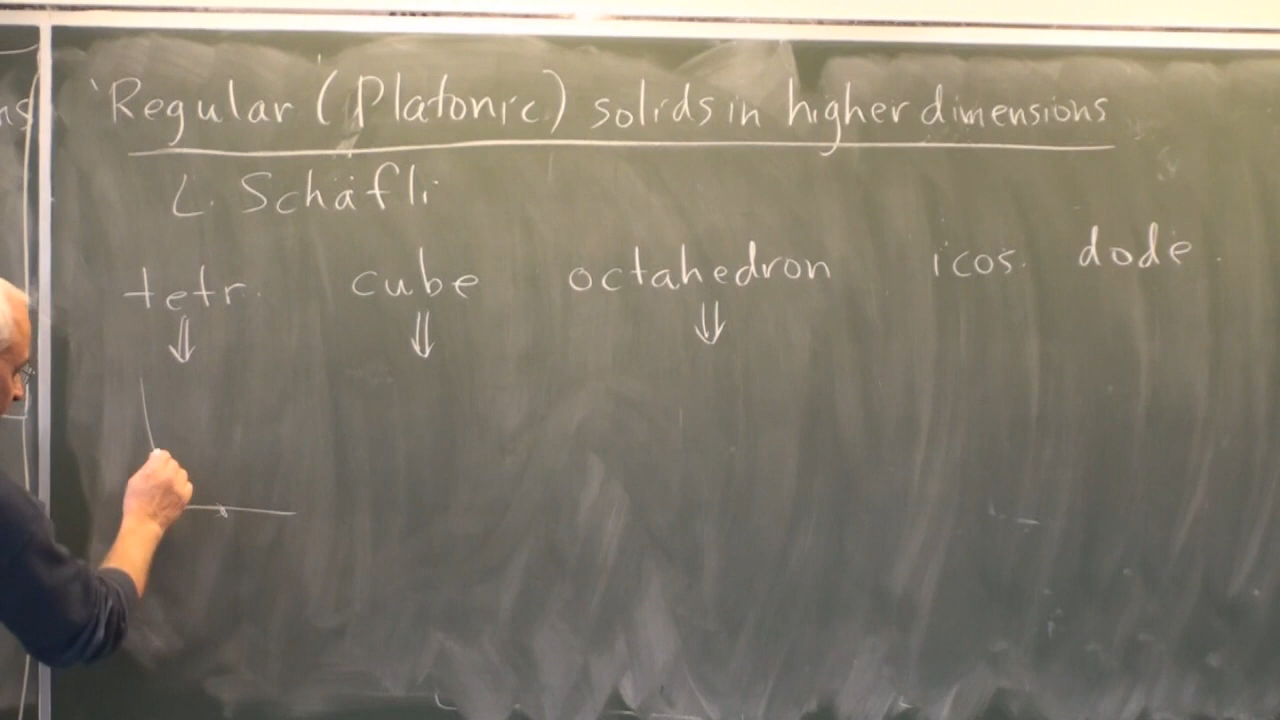 Regular (Platonic) solids in higher dimensions
L. Schäfli
tetr. cube octahedron icos. dode.